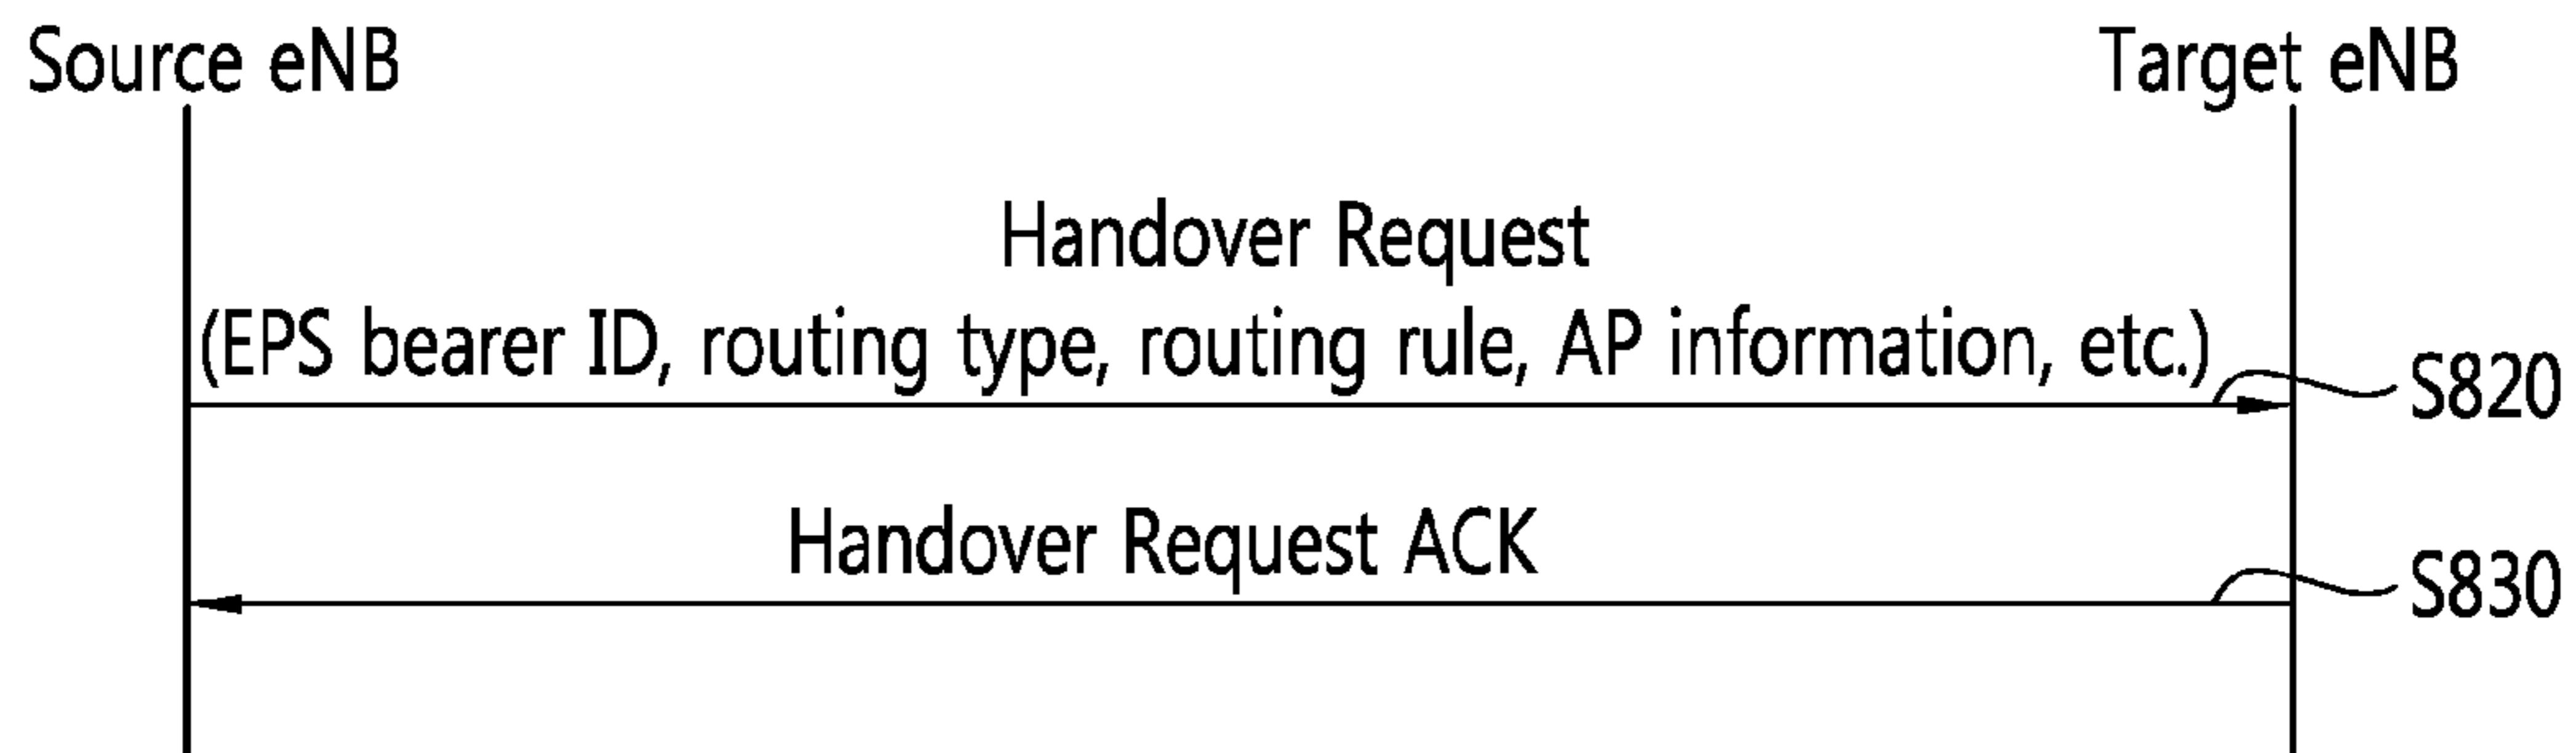 Source eNB
Target eNB
Handover Request
(EPS bearer ID, routing type, routing rule, AP information, etc.)
S820
Handover Request ACK
S830